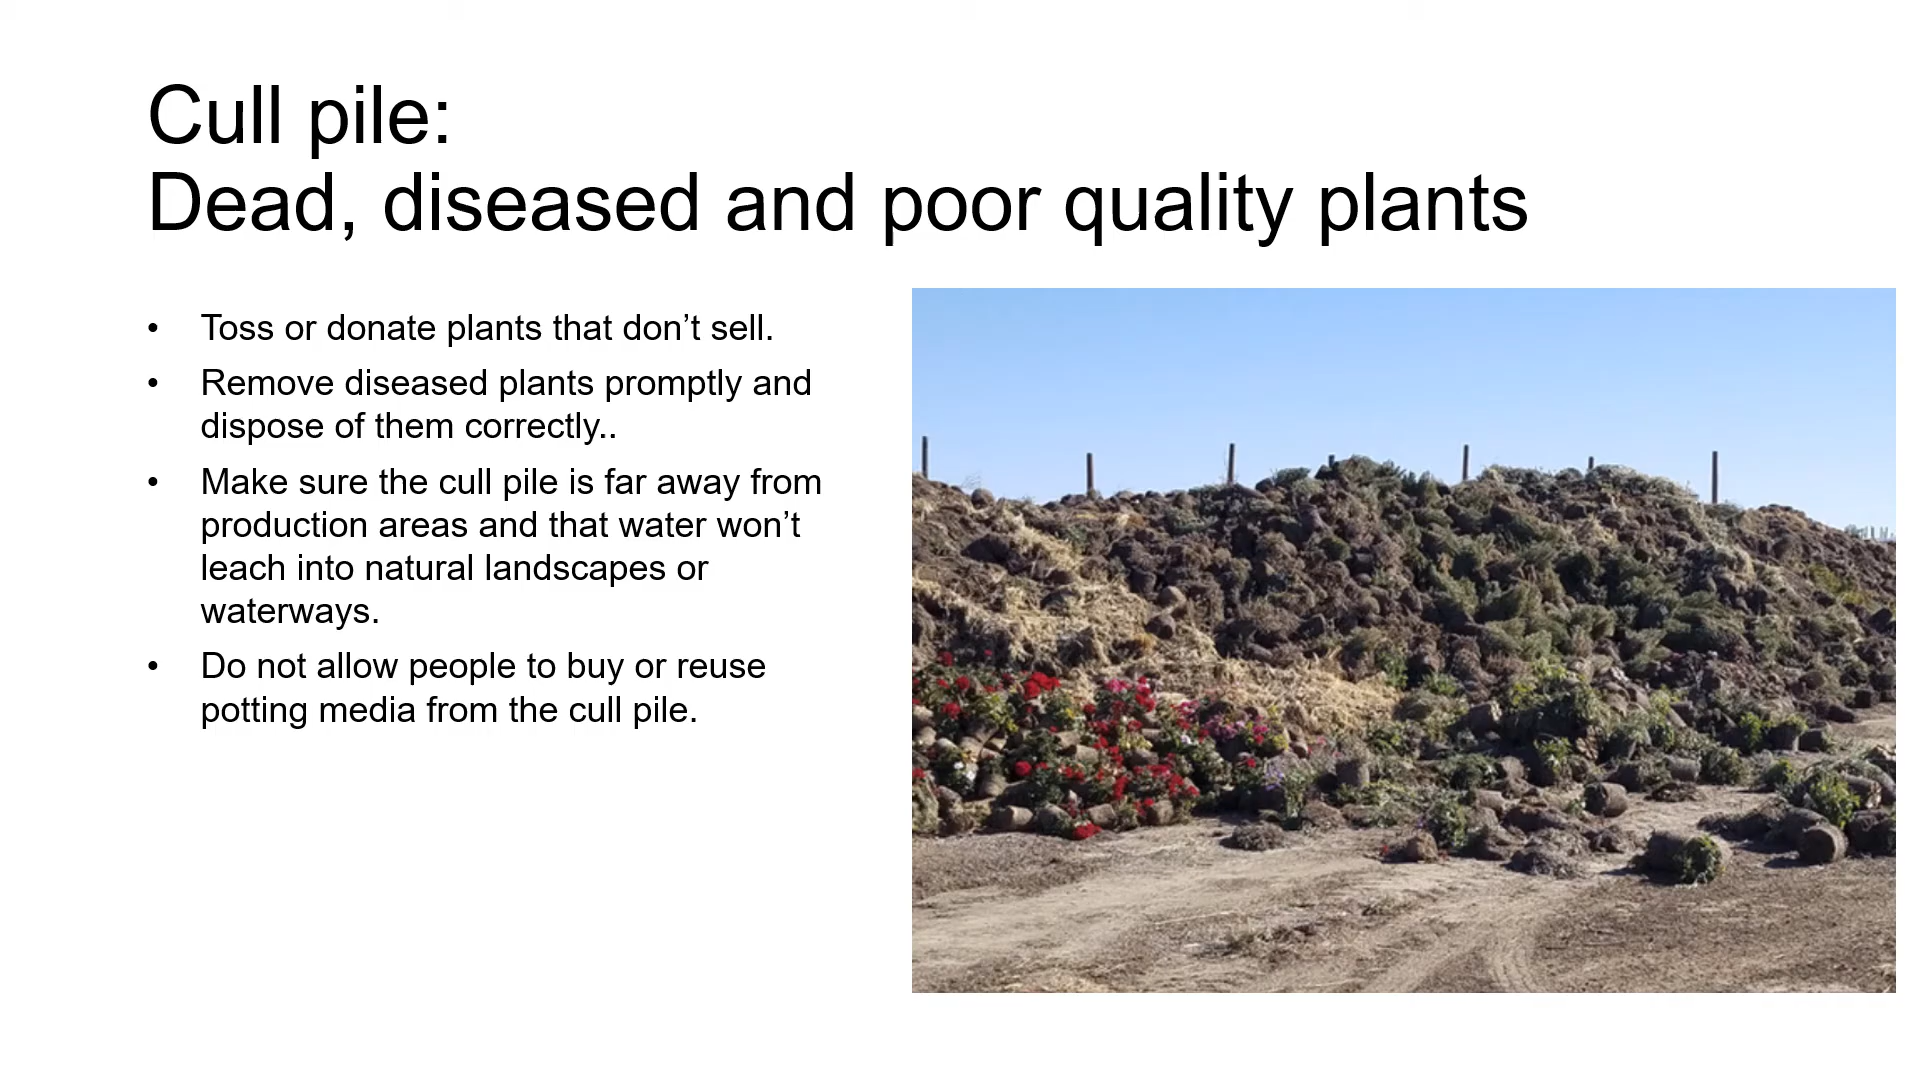 Cull pile:
Dead, diseased and poor quality plants
• Toss or donate plants that don’t sell.
• Remove diseased plants promptly and
dispose of them correctly..
• Make sure the cull pile is far away from
production areas and that water won’t
leach into natural landscapes or
waterways.
• Do not allow people to buy or reuse
potting media from the cull pile.